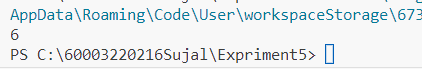 AppData\Roaming\Code\User\workspaceStorage\673
6
PS C:\60003220216Sujal\Expriment5>